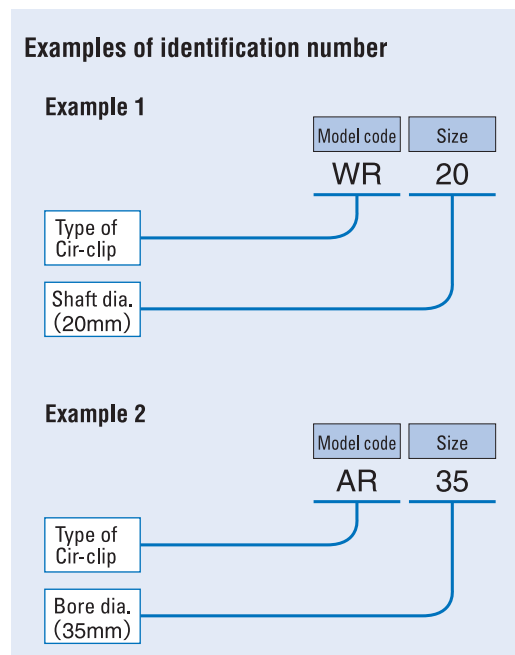 Examples of identification number
Example 1
Model code Size
WR 20
Type of
Cir-clip
Shaft dia.
(20mm)
Example 2
Model code Size
AR 35
Type of
Cir-clip
Bore dia.
(35mm)